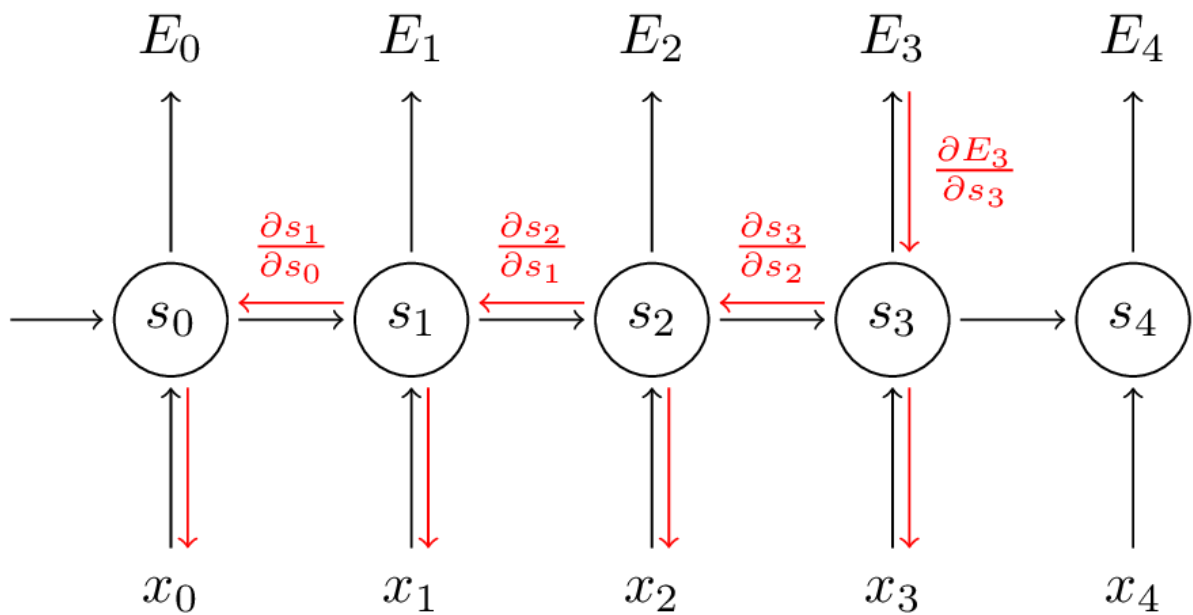 E₀ E₁ E₂ E₃ E₄
∂E₃/∂s₃
∂s₁/∂s₀ ∂s₂/∂s₁ ∂s₃/∂s₂
s₀ s₁ s₂ s₃ s₄
x₀ x₁ x₂ x₃ x₄